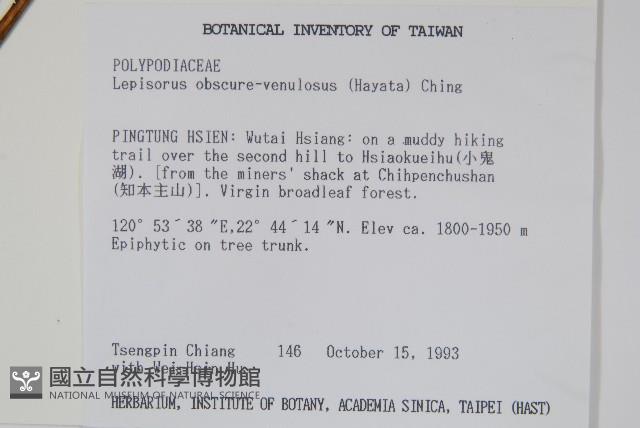 BOTANICAL INVENTORY OF TAIWAN
POLYPODIACEAE
Lepisorus obscure-venulosus (Hayata) Ching
PINGTUNG HSIEN: Wutai Hsiang: on a muddy hiking
trail over the second hill to Hsiaokueihu(小鬼
湖). [from the miners' shack at Chihpenchushan
(知本主山)]. Virgin broadleaf forest.
120° 53´38 ″E,22° 44´14 ″N. Elev ca. 1800-1950 m
Epiphytic on tree trunk.
Tsengpin Chiang 146 October 15, 1993
with Wei-Hsin Hu
國立自然科學博物館
NATIONAL MUSEUM OF NATURAL SCIENCE
HERBARIUM, INSTITUTE OF BOTANY, ACADEMIA SINICA, TAIPEI (HAST)